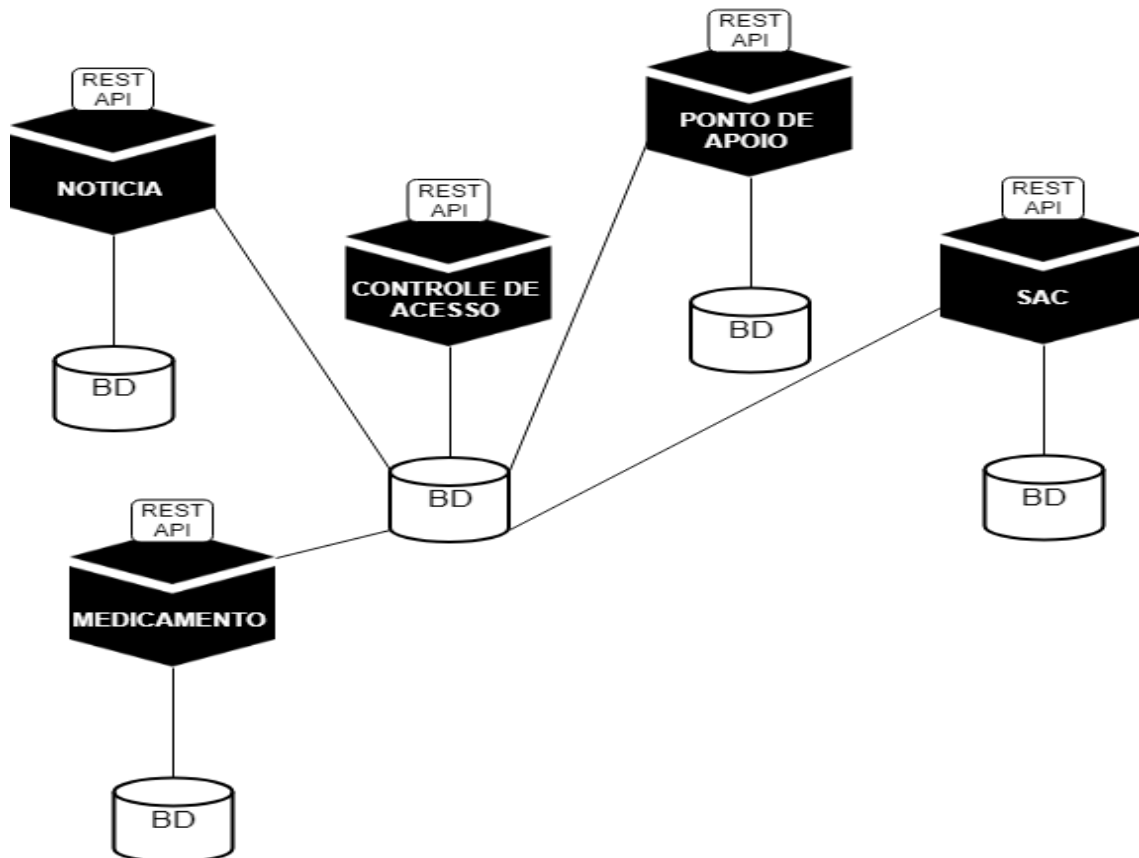 REST
API
NOTICIA
BD
REST
API
CONTROLE DE
ACESSO
BD
REST
API
PONTO DE
APOIO
BD
REST
API
SAC
BD
REST
API
MEDICAMENTO
BD